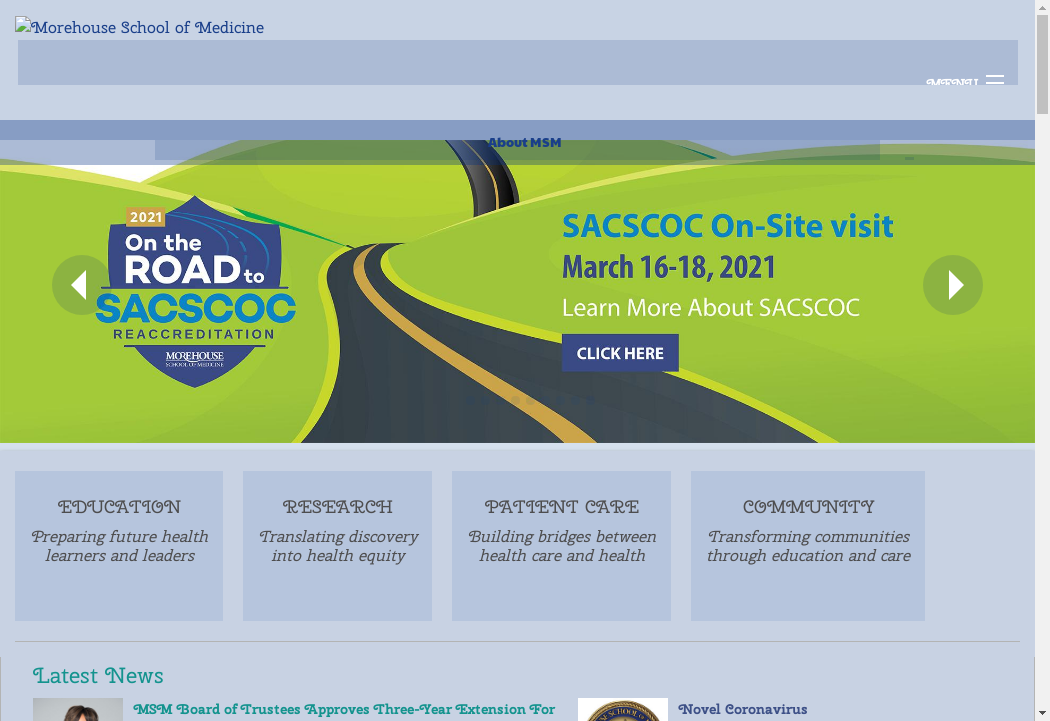 Morehouse School of Medicine
MENU
About MSM
2021
On the
ROAD to
SACSCOC
REACCREDITATION
MOREHOUSE
SCHOOL OF MEDICINE
SACSCOC On-Site visit
March 16-18, 2021
Learn More About SACSCOC
CLICK HERE
EDUCATION
Preparing future health
learners and leaders
RESEARCH
Translating discovery
into health equity
PATIENT CARE
Building bridges between
health care and health
COMMUNITY
Transforming communities
through education and care
Latest News
MSM Board of Trustees Approves Three-Year Extension For
Novel Coronavirus